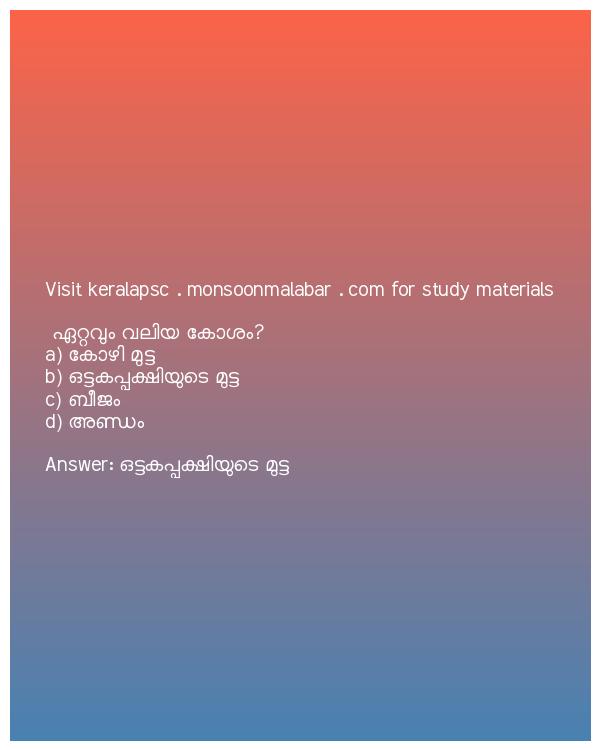 Visit keralapsc . monsoonmalabar . com for study materials
ഏറ്റവും വലിയ കോശം?
a) കോഴി മുട്ട
b) ഒട്ടകപ്പക്ഷിയുടെ മുട്ട
c) ബീജം
d) അണ്ഡം
Answer: ഒട്ടകപ്പക്ഷിയുടെ മുട്ട